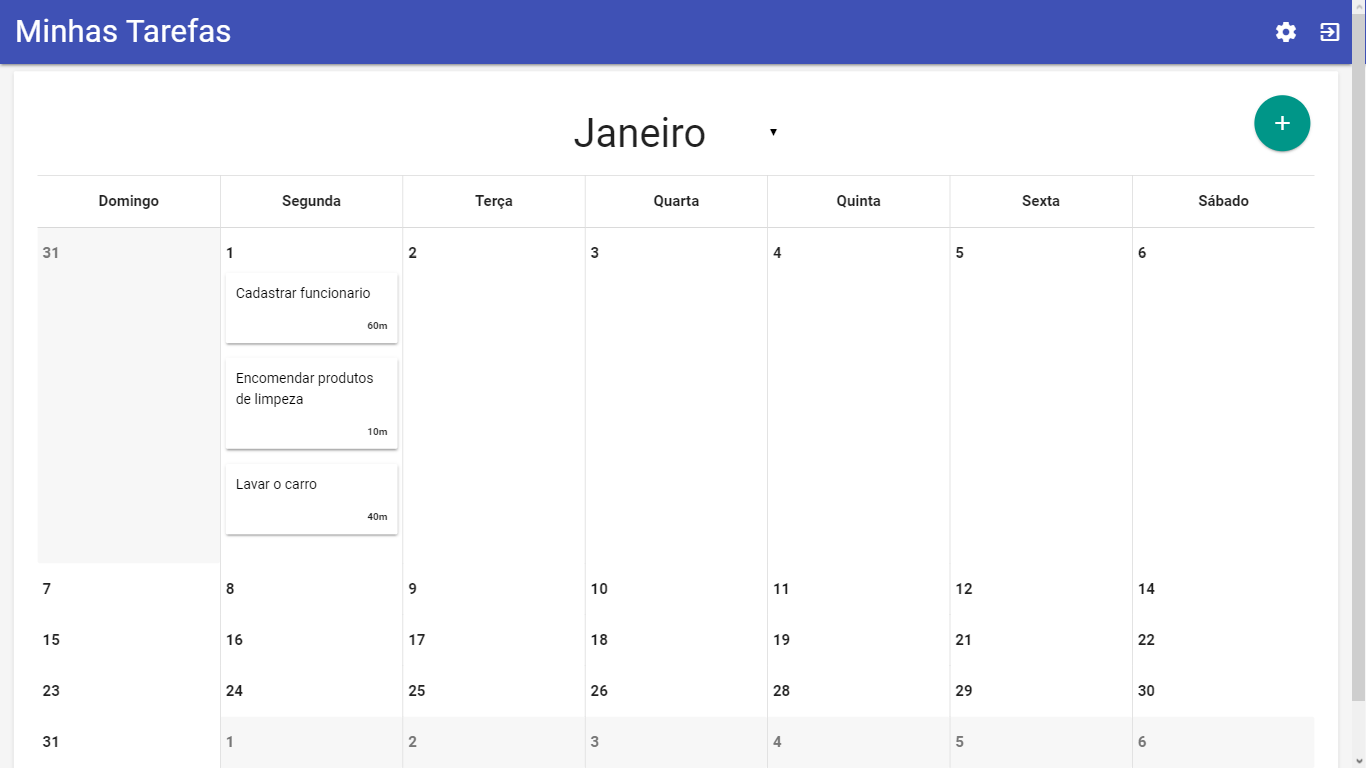 Minhas Tarefas
Janeiro
+
Domingo Segunda Terça Quarta Quinta Sexta Sábado
31 1 2 3 4 5 6
Cadastrar funcionario
60m
Encomendar produtos
de limpeza
10m
Lavar o carro
40m
7 8 9 10 11 12 14
15 16 17 18 19 21 22
23 24 25 26 28 29 30
31 1 2 3 4 5 6